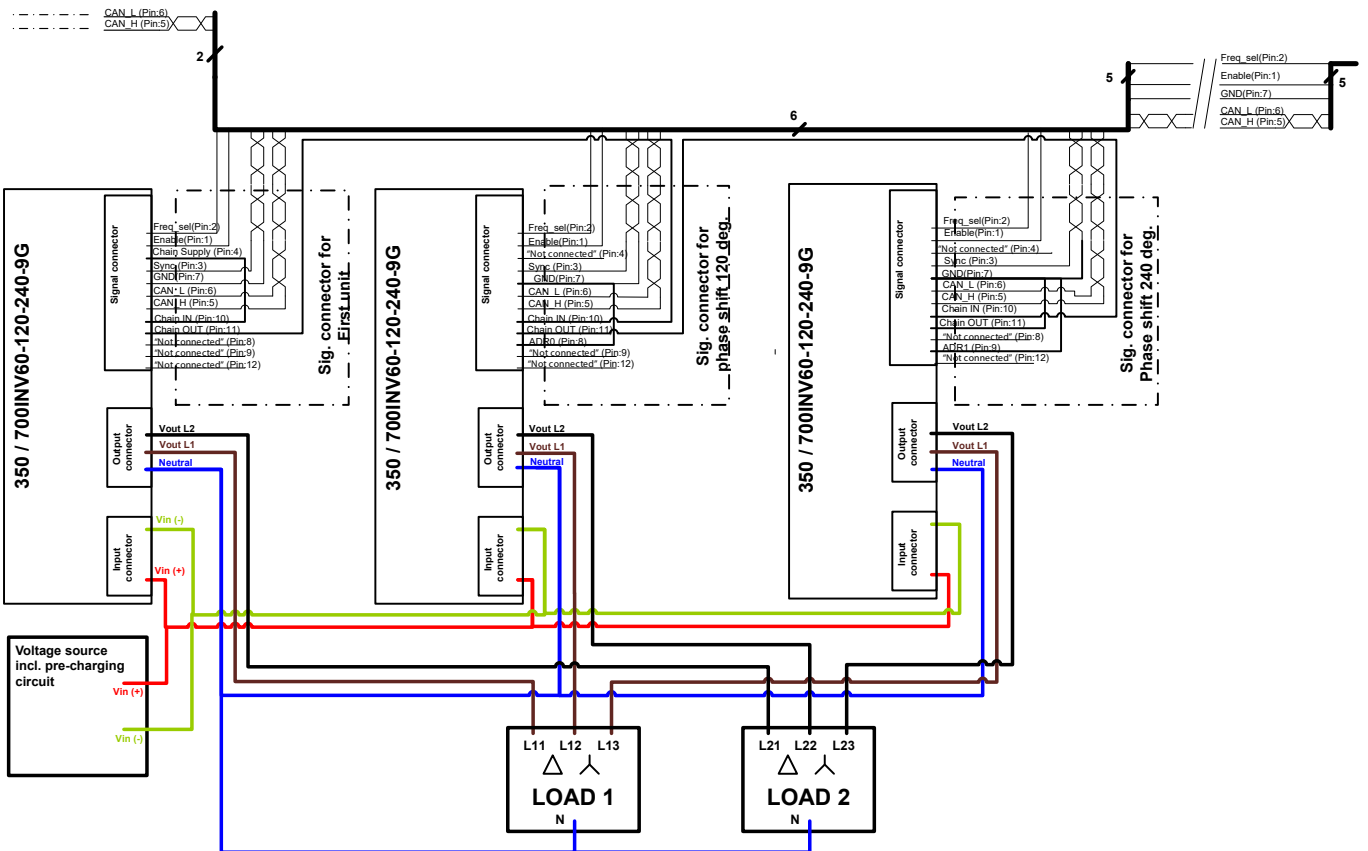 CAN_L (Pin:6)
CAN_H (Pin:5)
2
6
5
Freq_sel(Pin:2)
Enable(Pin:1)
GND(Pin:7)
CAN_L (Pin:6)
CAN_H (Pin:5)
5
350 / 700INV60-120-240-9G
Signal connector
Freq_sel(Pin:2)
Enable(Pin:1)
Chain Supply (Pin:4)
Sync(Pin:3)
GND(Pin:7)
CAN_L (Pin:6)
CAN_H (Pin:5)
Chain IN (Pin:10)
Chain OUT (Pin:11)
"Not connected" (Pin:8)
"Not connected" (Pin:9)
"Not connected" (Pin:12)
Sig. connector for
First unit
Output
connector
Vout L2
Vout L1
Neutral
Input
connector
Vin (-)
Vin (+)
350 / 700INV60-120-240-9G
Signal connector
Freq_sel(Pin:2)
Enable(Pin:1)
"Not connected" (Pin:4)
Sync (Pin:3)
GND(Pin:7)
CAN_L (Pin:6)
CAN_H (Pin:5)
Chain IN (Pin:10)
Chain OUT (Pin:11)
ADR0 (Pin:8)
"Not connected" (Pin:9)
"Not connected" (Pin:12)
Sig. connector for
phase shift 120 deg.
Output
connector
Vout L2
Vout L1
Neutral
Input
connector
350 / 700INV60-120-240-9G
Signal connector
Freq_sel(Pin:2)
Enable(Pin:1)
"Not connected" (Pin:4)
Sync (Pin:3)
GND(Pin:7)
CAN_L (Pin:6)
CAN_H (Pin:5)
Chain IN (Pin:10)
Chain OUT (Pin:11)
"Not connected" (Pin:8)
ADR1 (Pin:9)
"Not connected" (Pin:12)
Sig. connector for
Phase shift 240 deg.
Output
connector
Vout L2
Vout L1
Neutral
Input
connector
Voltage source
incl. pre-charging
circuit
Vin (+)
Vin (-)
L11 L12 L13
LOAD 1
N
L21 L22 L23
LOAD 2
N